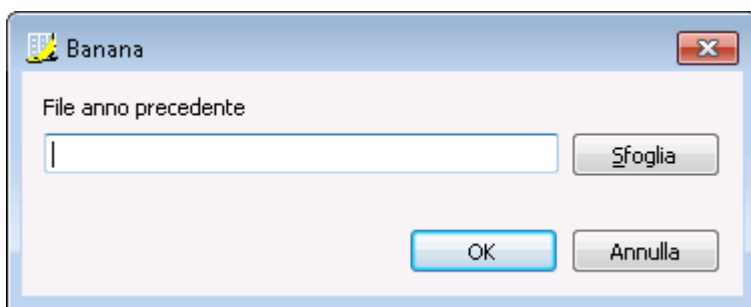 Banana
File anno precedente
Sfoglia
OK
Annulla